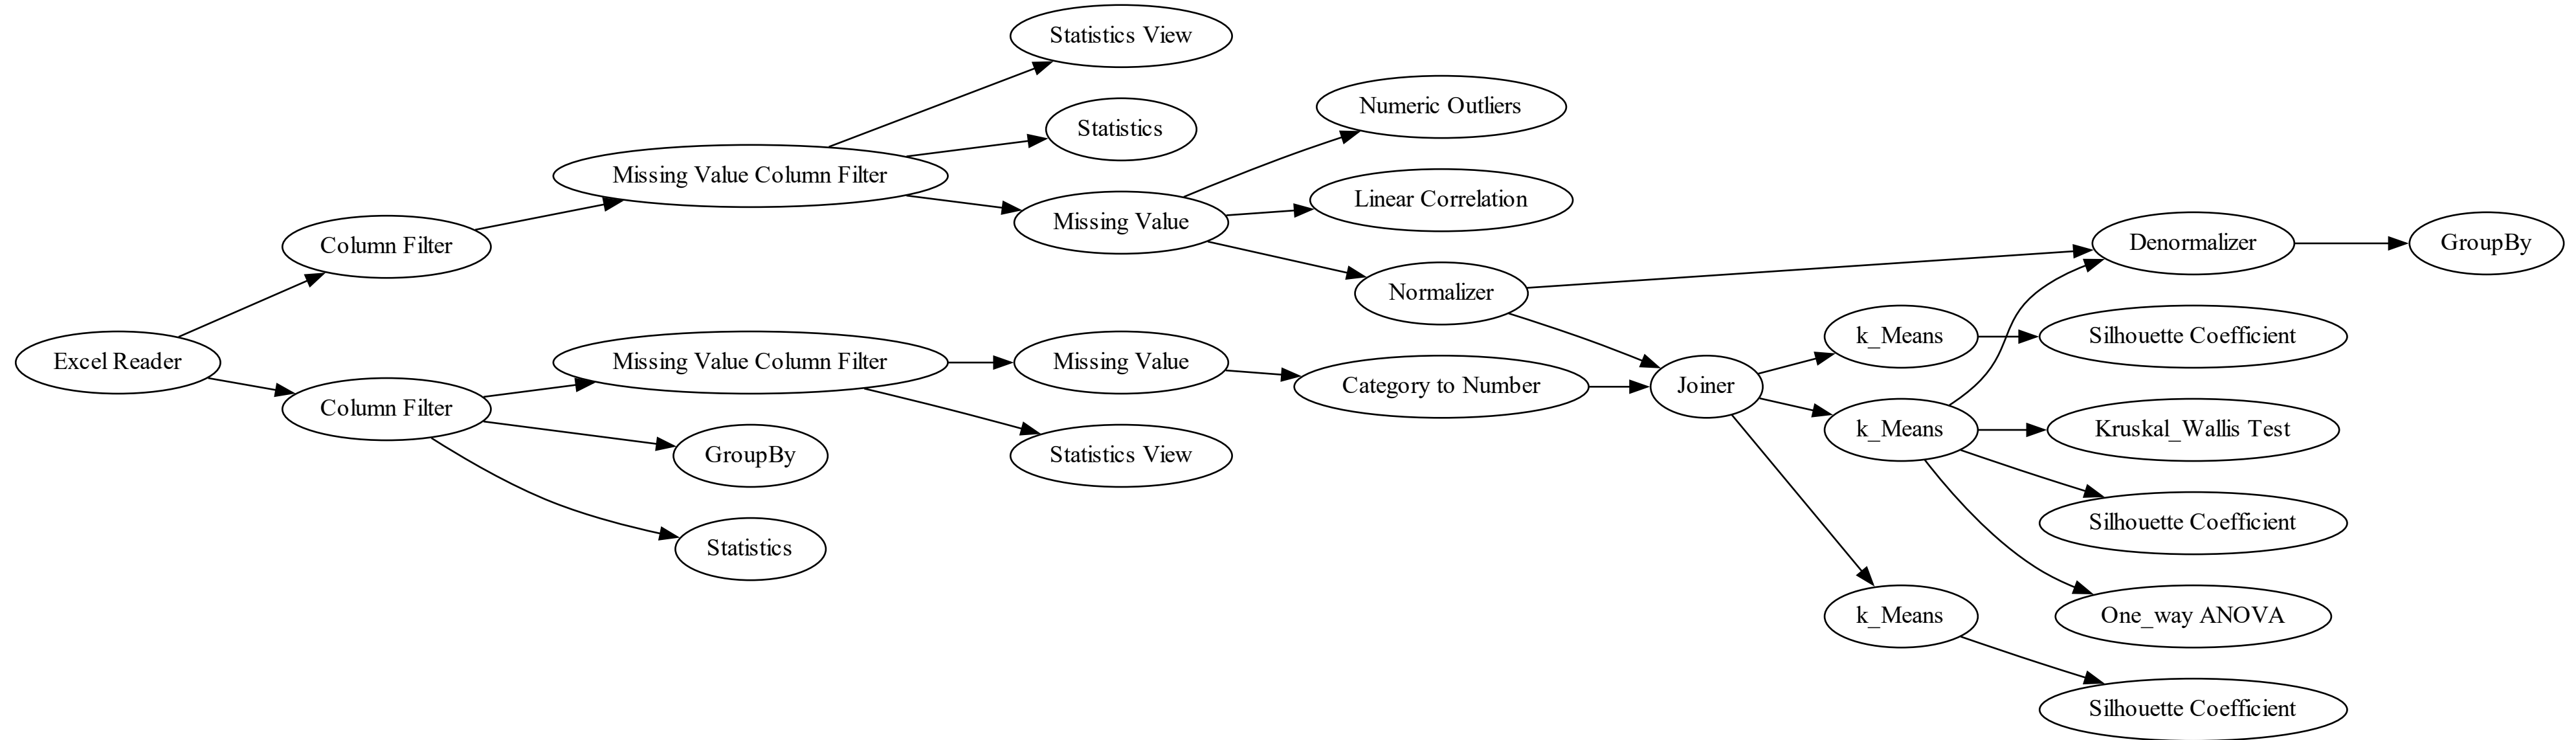 Statistics View
Statistics
Numeric Outliers
Missing Value Column Filter
Linear Correlation
Missing Value
Column Filter
Denormalizer
GroupBy
Normalizer
Excel Reader
Missing Value Column Filter
Missing Value
k_Means
Silhouette Coefficient
Category to Number
Joiner
Column Filter
k_Means
Kruskal_Wallis Test
GroupBy
Statistics View
Silhouette Coefficient
Statistics
k_Means
One_way ANOVA
Silhouette Coefficient